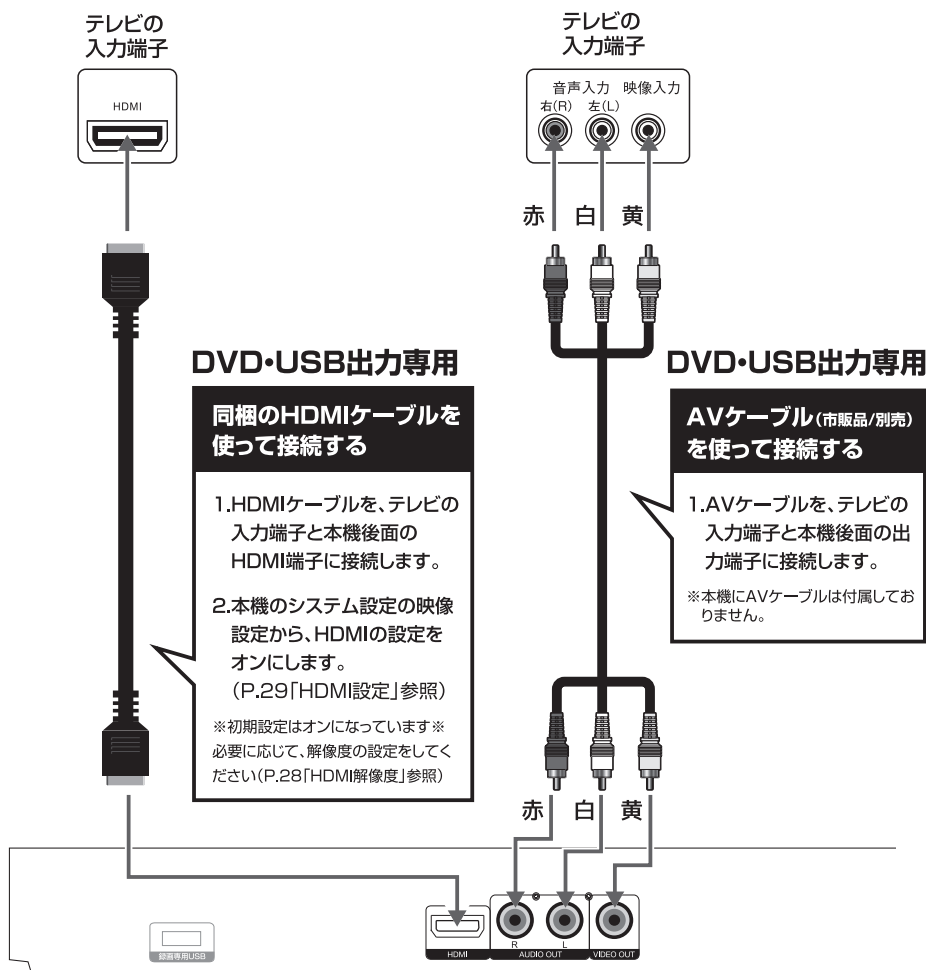 テレビの
入力端子
HDMI
DVD・USB出力専用
同梱のHDMIケーブルを
使って接続する
1.HDMIケーブルを、テレビの
入力端子と本機後面の
HDMI端子に接続します。
2.本機のシステム設定の映像
設定から、HDMIの設定を
オンにします。
(P.29「HDMI設定」参照)
※初期設定はオンになっています※
必要に応じて、解像度の設定をしてく
ださい(P.28「HDMI解像度」参照)
テレビの
入力端子
音声入力 映像入力
右(R) 左(L)
赤 白 黄
DVD・USB出力専用
AVケーブル(市販品/別売)
を使って接続する
1.AVケーブルを、テレビの
入力端子と本機後面の出
力端子に接続します。
※本機にAVケーブルは付属してお
りません。
赤 白 黄
録画専用USB
HDMI
R L
AUDIO OUT
VIDEO OUT